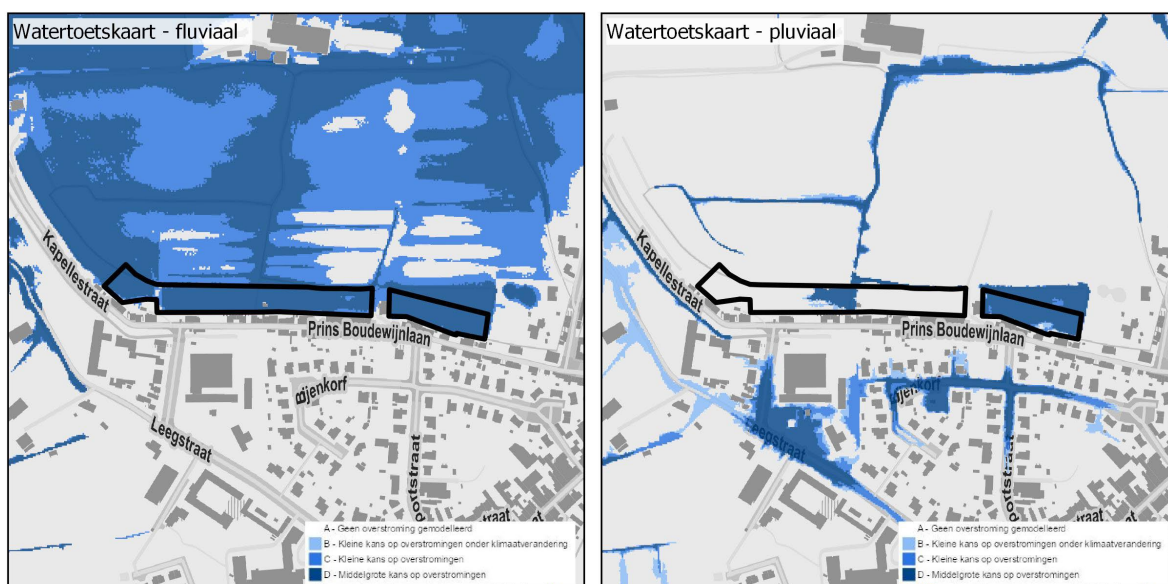 Watertoetskaart - fluviaal
Kapellestraat
Prins Boudewijnlaan
Bijenkorf
Leegstraat
A - Geen overstroming gemodelleerd
B - Kleine kans op overstromingen onder klimaatverandering
C - Kleine kans op overstromingen
D - Middelgrote kans op overstromingen
Watertoetskaart - pluviaal
Kapellestraat
Prins Boudewijnlaan
Leegstraat
A - Geen overstroming gemodelleerd
B - Kleine kans op overstromingen onder klimaatverandering
C - Kleine kans op overstromingen
D - Middelgrote kans op overstromingen